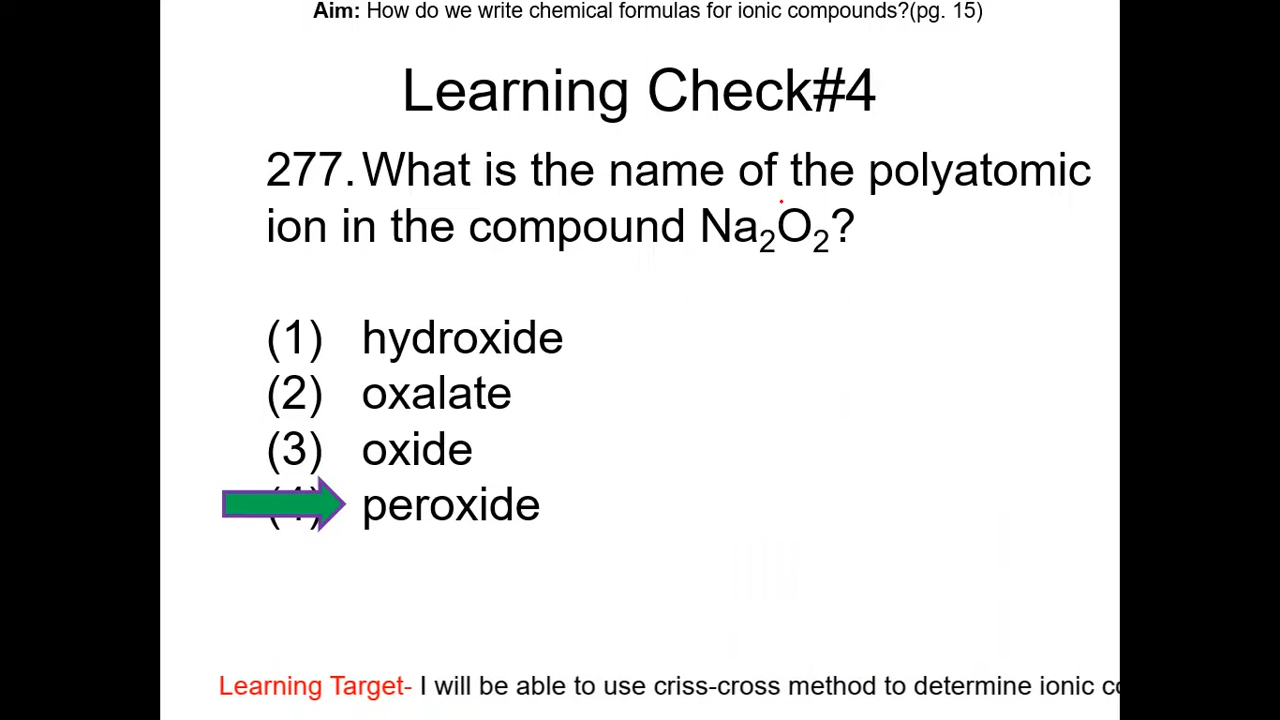 Aim: How do we write chemical formulas for ionic compounds?(pg. 15)
Learning Check#4
277. What is the name of the polyatomic
ion in the compound Na₂O₂?
(1) hydroxide
(2) oxalate
(3) oxide
(4) peroxide
Learning Target- I will be able to use criss-cross method to determine ionic